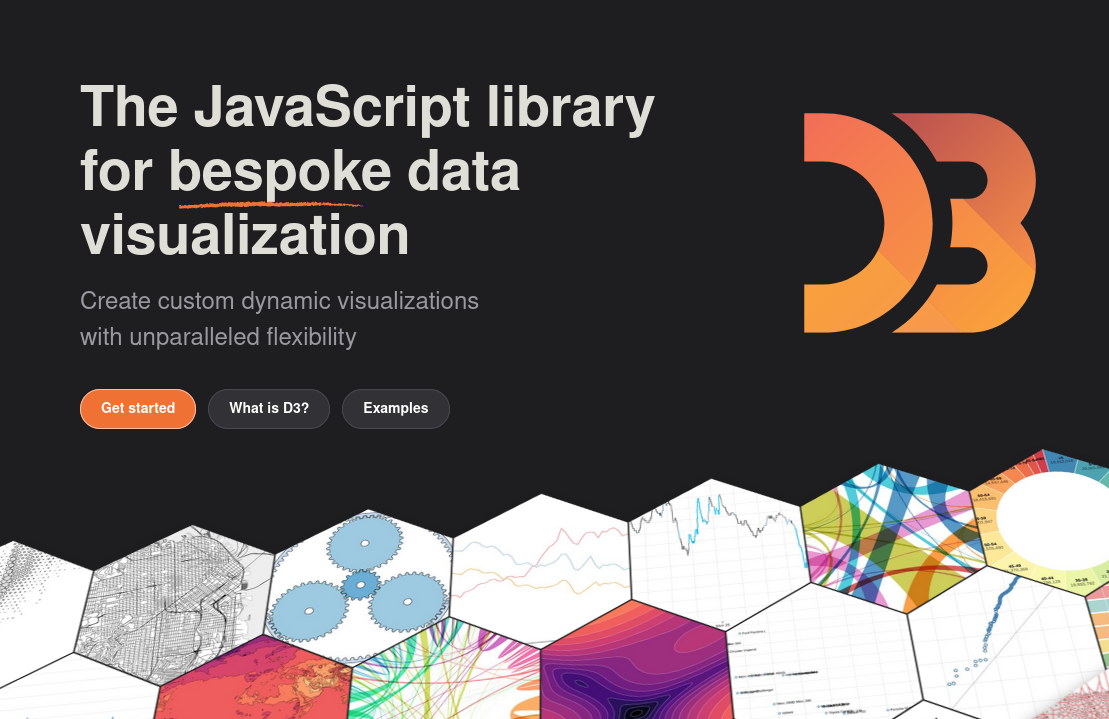 The JavaScript library
for bespoke data
visualization
Create custom dynamic visualizations
with unparalleled flexibility
D3
Get started
What is D3?
Examples